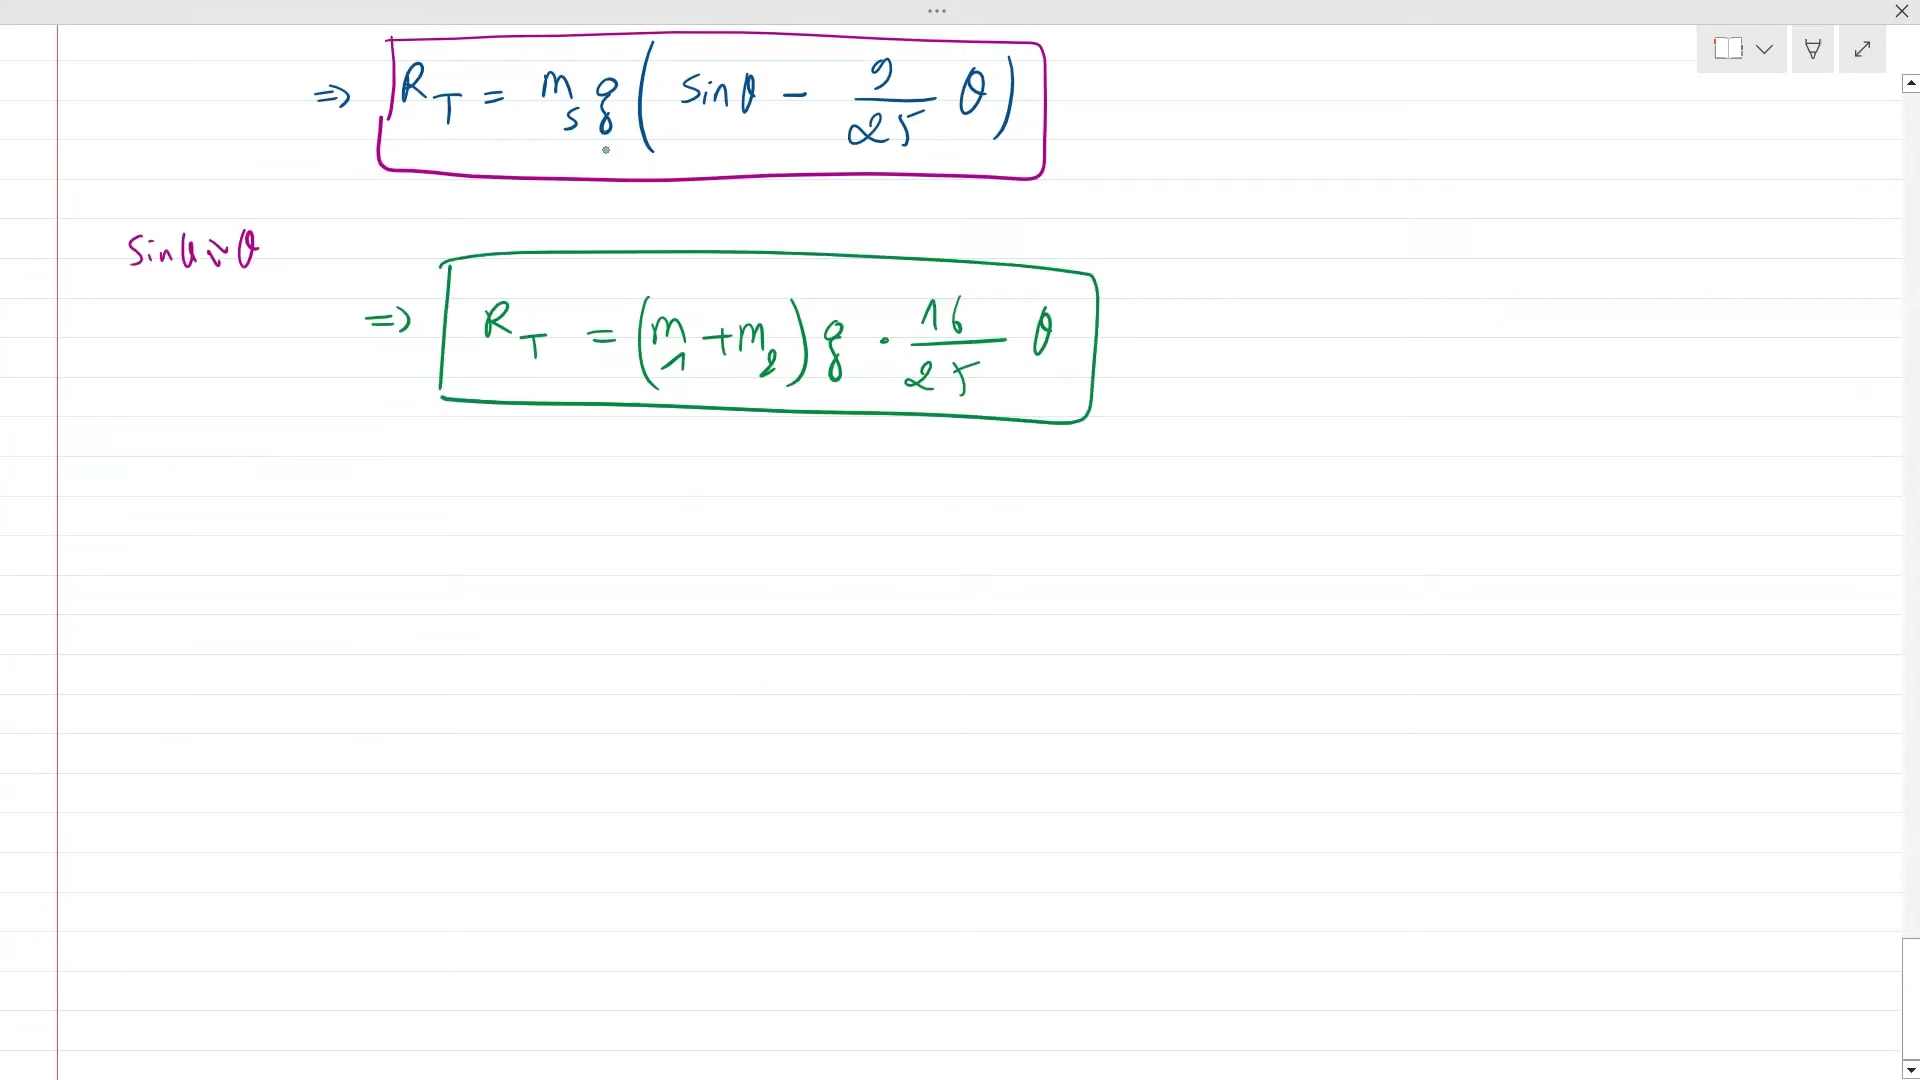 ⇒ R_T = m_s g ( sin θ − 9/25 θ )
sin θ ≈ θ
⇒ R_T = (m_1 + m_2) g · 16/25 θ